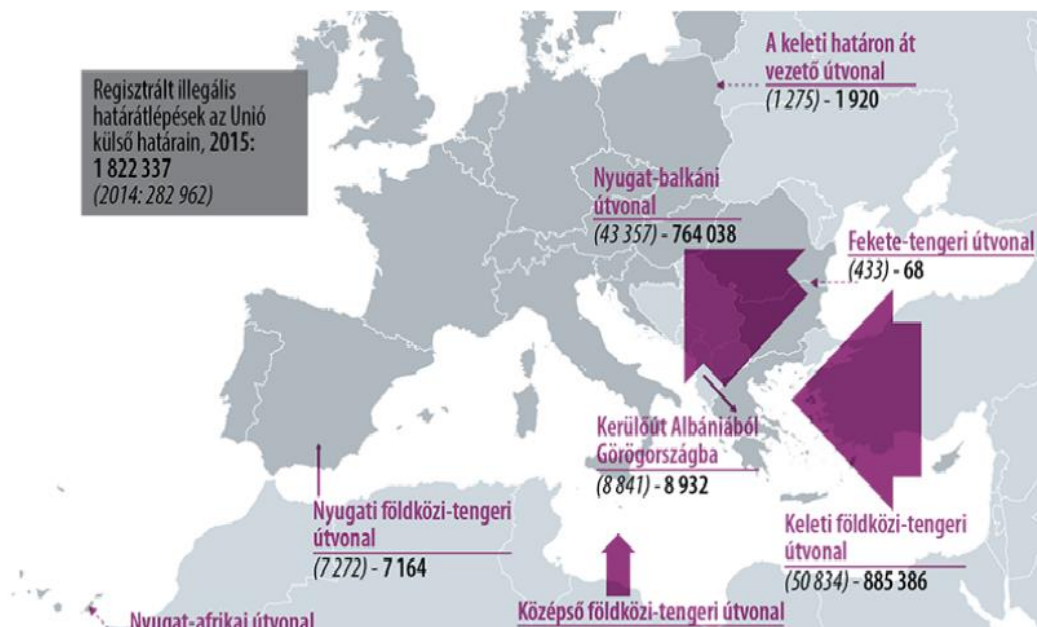 Regisztrált illegális
határátlépések az Unió
külső határain, 2015:
1 822 337
(2014: 282 962)
A keleti határon át
vezető útvonal
(1 275) - 1 920
Nyugat-balkáni
útvonal
(43 357) - 764 038
Fekete-tengeri útvonal
(433) - 68
Kerülőút Albániából
Görögországba
(8 841) - 8 932
Nyugati földközi-tengeri
útvonal
(7 272) - 7 164
Keleti földközi-tengeri
útvonal
(50 834) - 885 386
Nyugat-afrikai útvonal
Középső földközi-tengeri útvonal